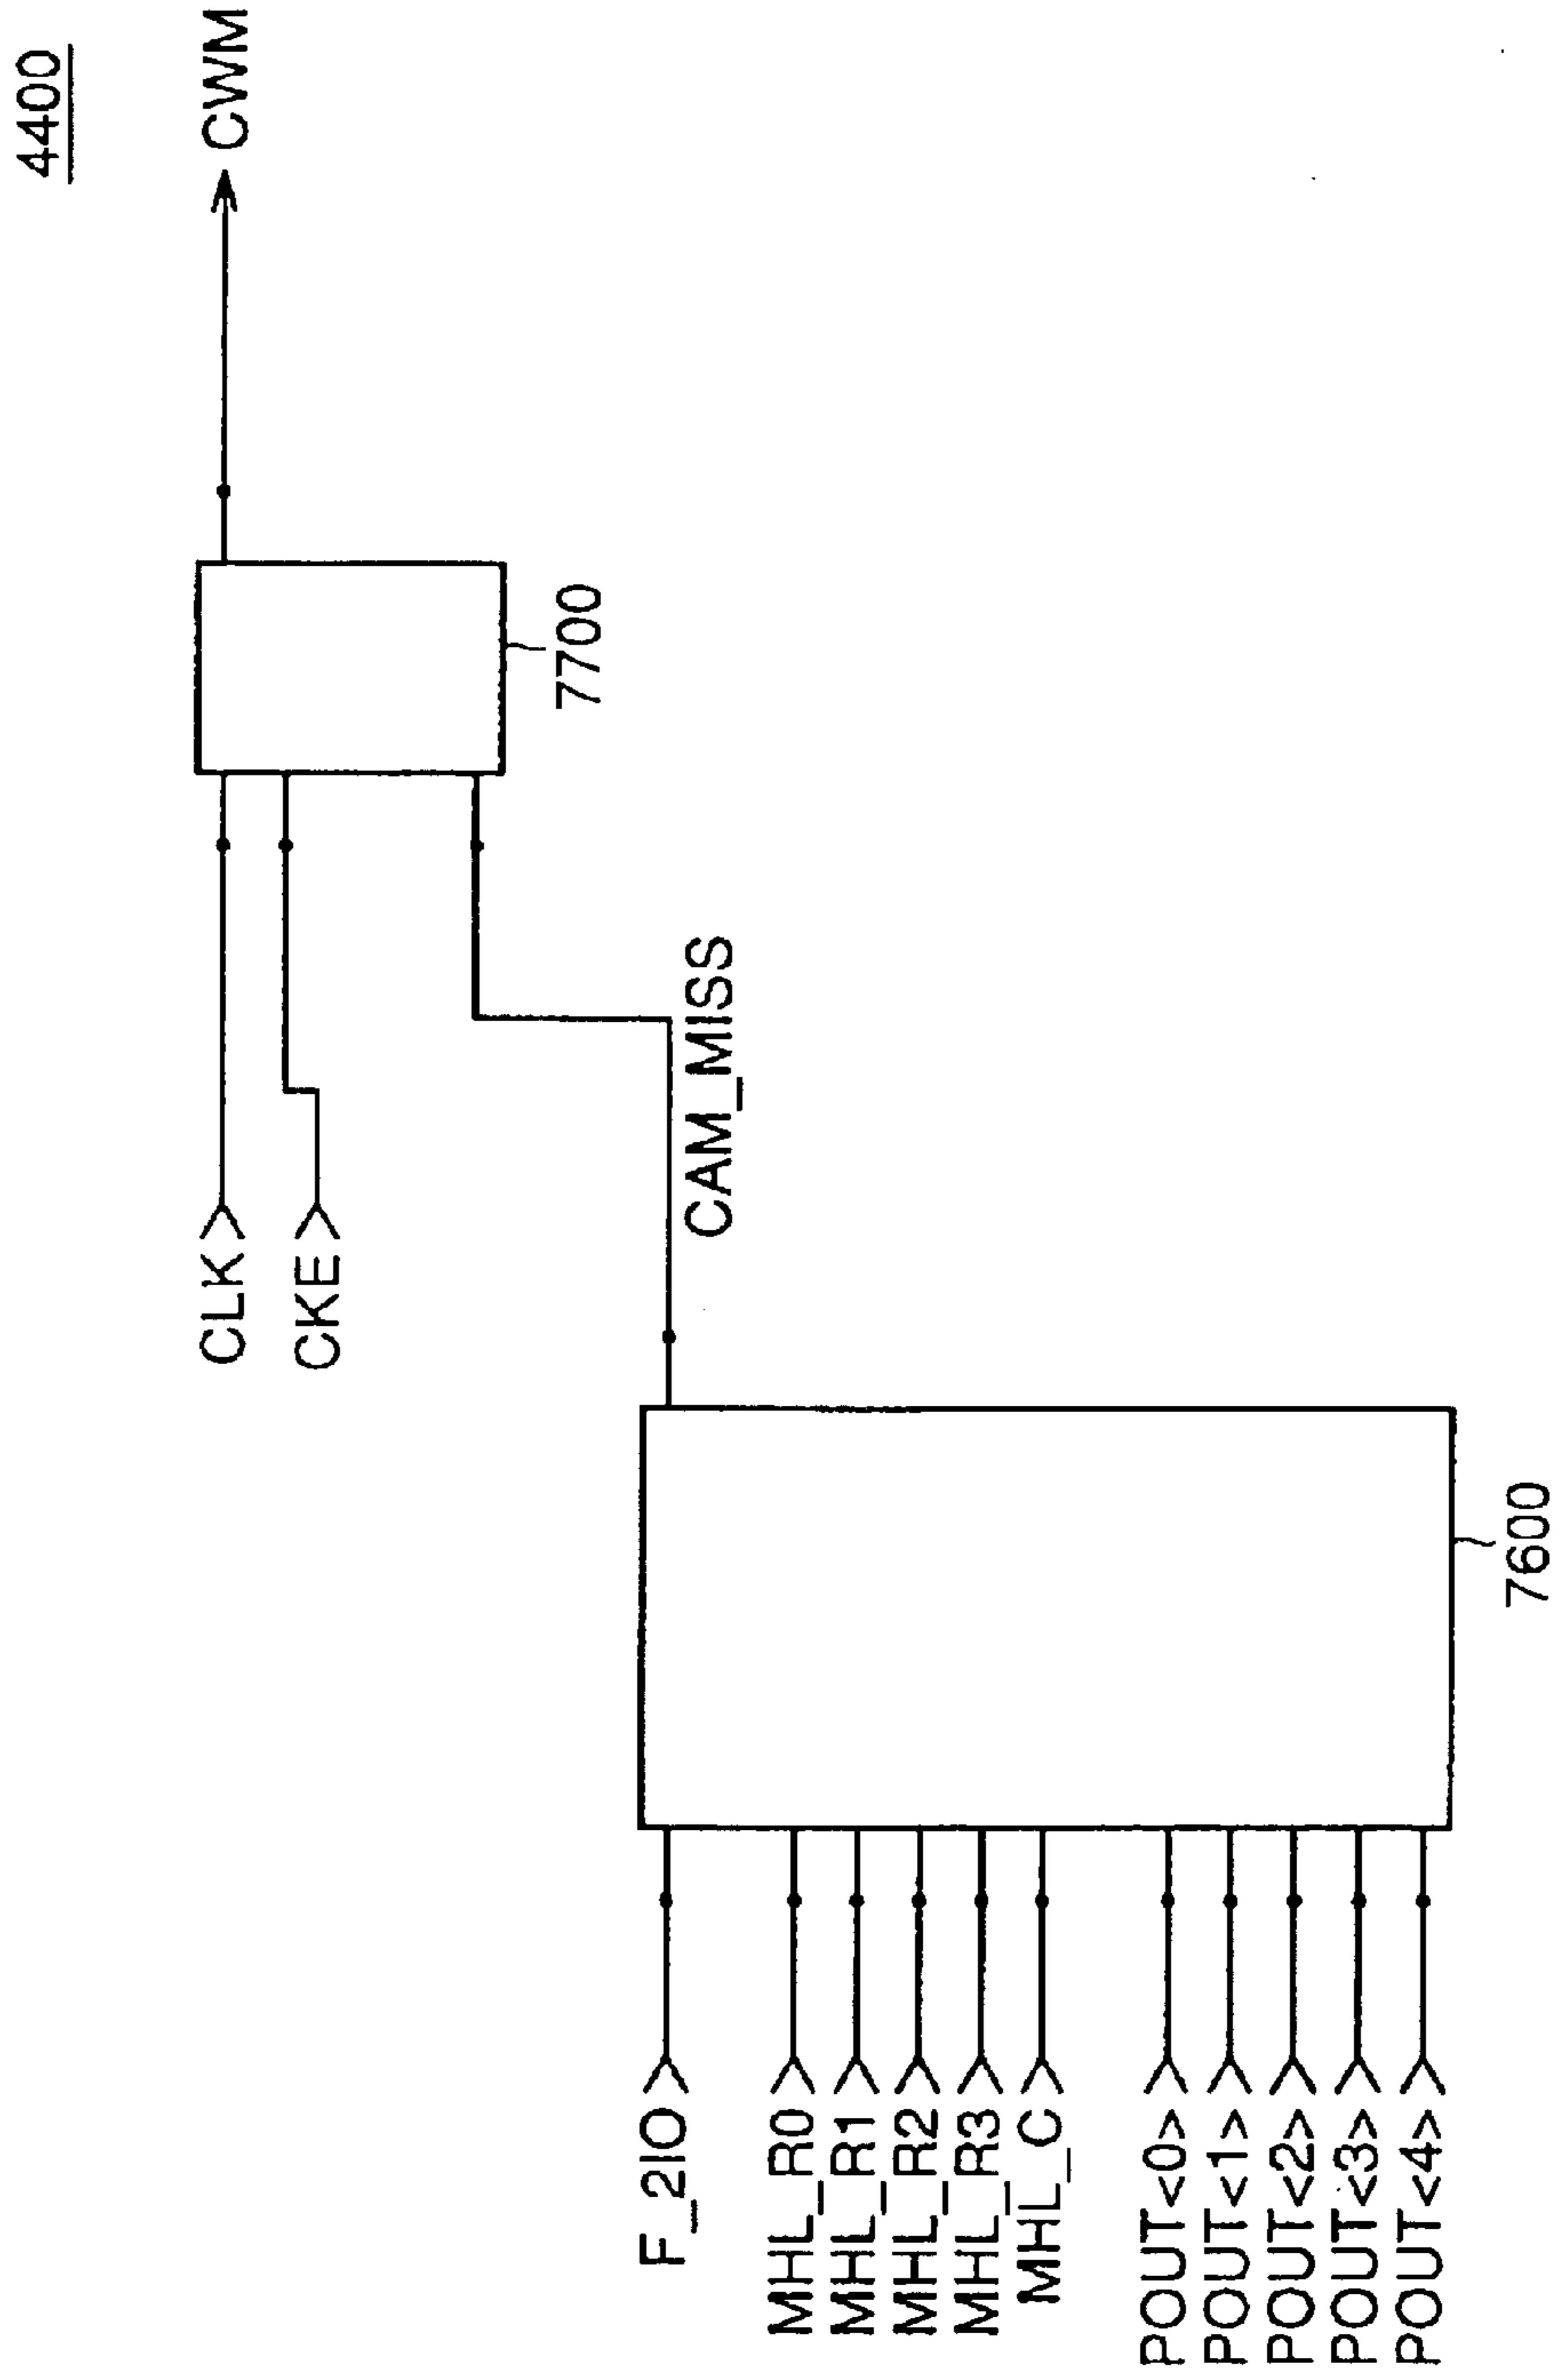 4400
CLK
CKE
CWM
7700
CAM_MISS
F_2IO
MHL_R0
MHL_R1
MHL_R2
MHL_R3
MHL_C
POUT<0>
POUT<1>
POUT<2>
POUT<3>
POUT<4>
7600